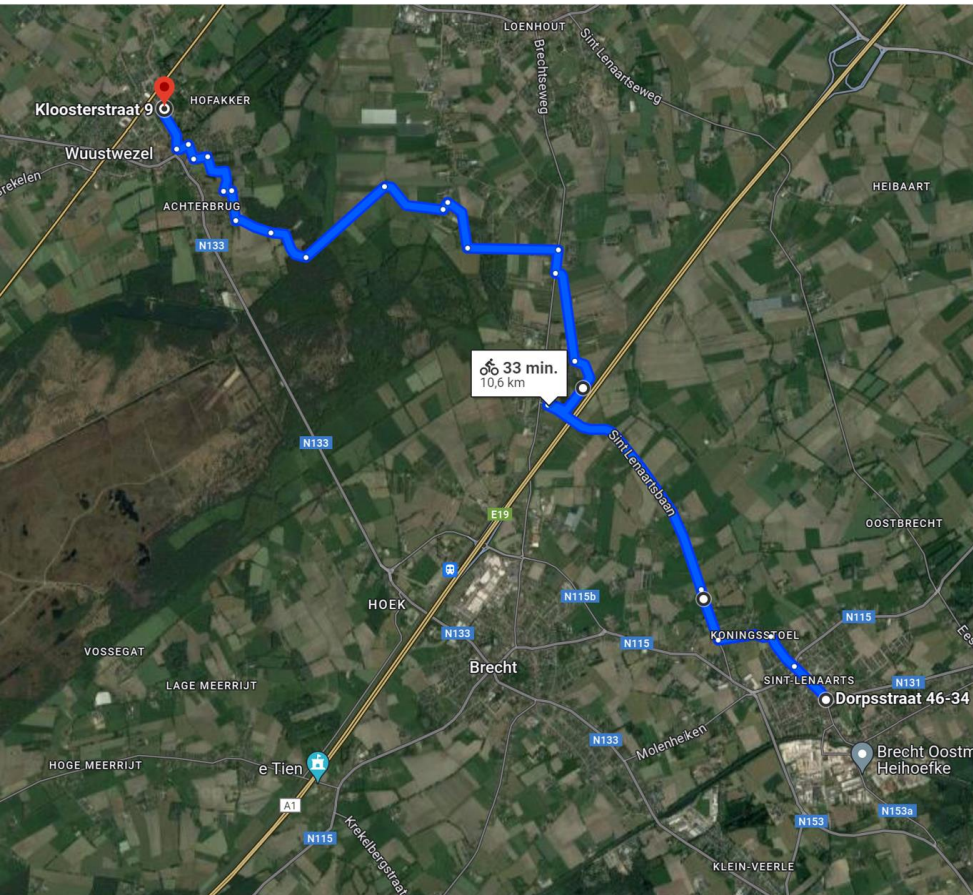 LOENHOUT
Brechtseweg
Sint Lenaartseweg
Kloosterstraat 9
HOFAKKER
Wuustwezel
rekelen
ACHTERBRUG
HEIBAART
N133
33 min.
10,6 km
N133
Sint Lenaartsbaan
E19
OOSTBRECHT
HOEK
N115b
N115
Ees
N133
N115
KONINGSSTOEL
VOSSEGAT
Brecht
LAGE MEERRIJT
SINT-LENAARTS
N131
Dorpsstraat 46-34
N133
Molenheiken
HOGE MEERRIJT
e Tien
Brecht Oostm
Heihoefke
A1
N153a
N153
N115
Krekelbergstraat
KLEIN-VEERLE